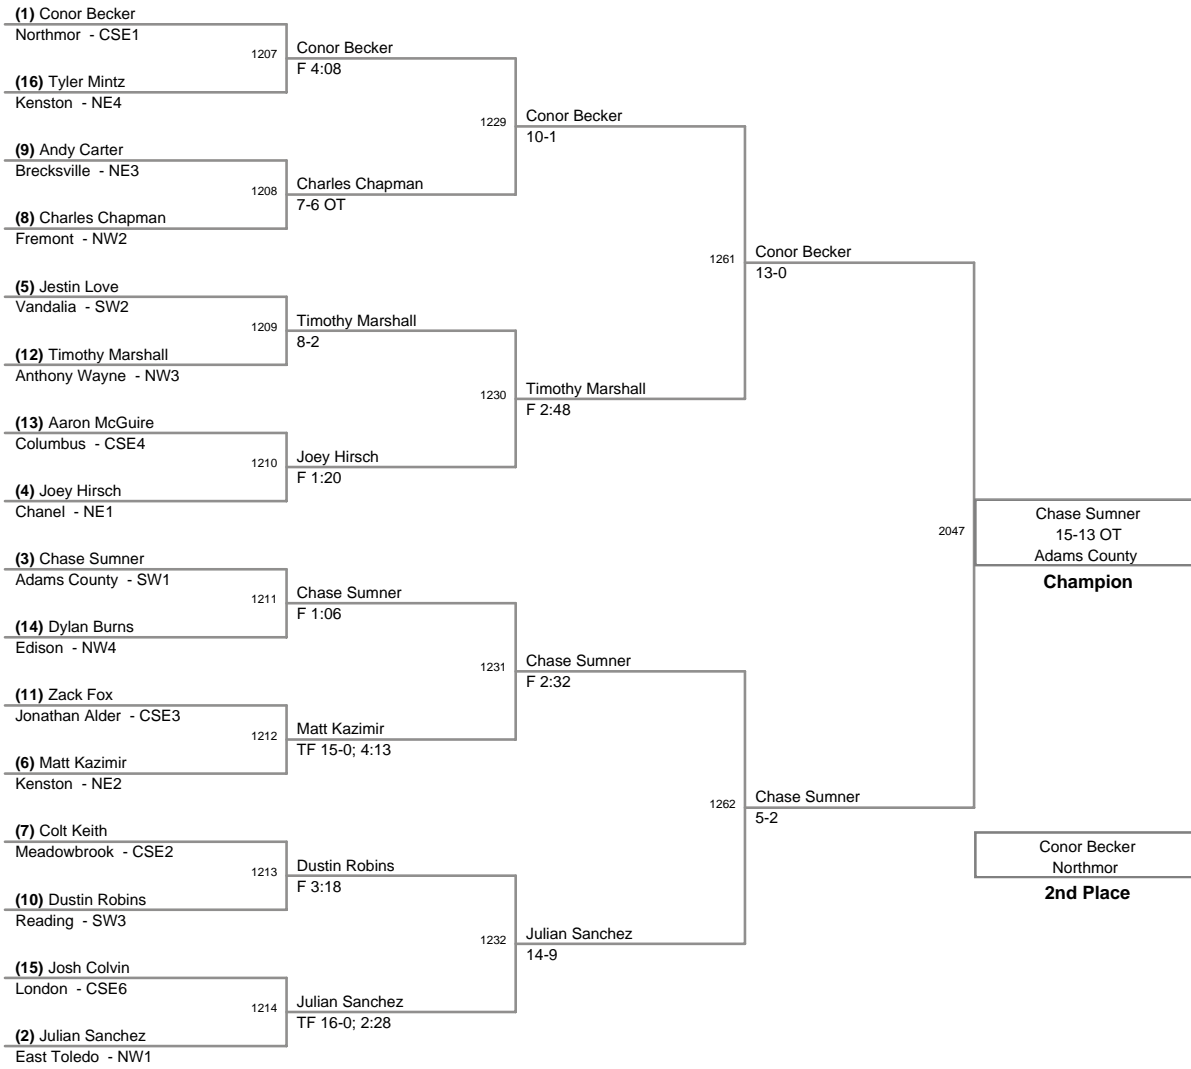 (1) Conor Becker
Northmor - CSE1
1207
(16) Tyler Mintz
Kenston - NE4
Conor Becker
F 4:08
(9) Andy Carter
Brecksville - NE3
1208
(8) Charles Chapman
Fremont - NW2
Charles Chapman
7-6 OT
1229
Conor Becker
10-1
(5) Jestin Love
Vandalia - SW2
1209
(12) Timothy Marshall
Anthony Wayne - NW3
Timothy Marshall
8-2
(13) Aaron McGuire
Columbus - CSE4
1210
(4) Joey Hirsch
Chanel - NE1
Joey Hirsch
F 1:20
1230
Timothy Marshall
F 2:48
1261
Conor Becker
13-0
(3) Chase Sumner
Adams County - SW1
1211
(14) Dylan Burns
Edison - NW4
Chase Sumner
F 1:06
(11) Zack Fox
Jonathan Alder - CSE3
1212
(6) Matt Kazimir
Kenston - NE2
Matt Kazimir
TF 15-0; 4:13
1231
Chase Sumner
F 2:32
(7) Colt Keith
Meadowbrook - CSE2
1213
(10) Dustin Robins
Reading - SW3
Dustin Robins
F 3:18
(15) Josh Colvin
London - CSE6
1214
(2) Julian Sanchez
East Toledo - NW1
Julian Sanchez
TF 16-0; 2:28
1232
Julian Sanchez
14-9
1262
Chase Sumner
5-2
2047
Chase Sumner
15-13 OT
Adams County
Champion
Conor Becker
Northmor
2nd Place